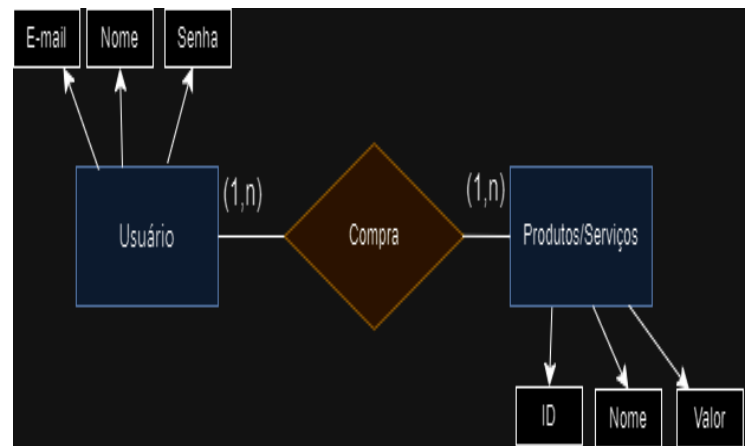 E-mail
Nome
Senha
Usuário
(1,n)
Compra
(1,n)
Produtos/Serviços
ID
Nome
Valor